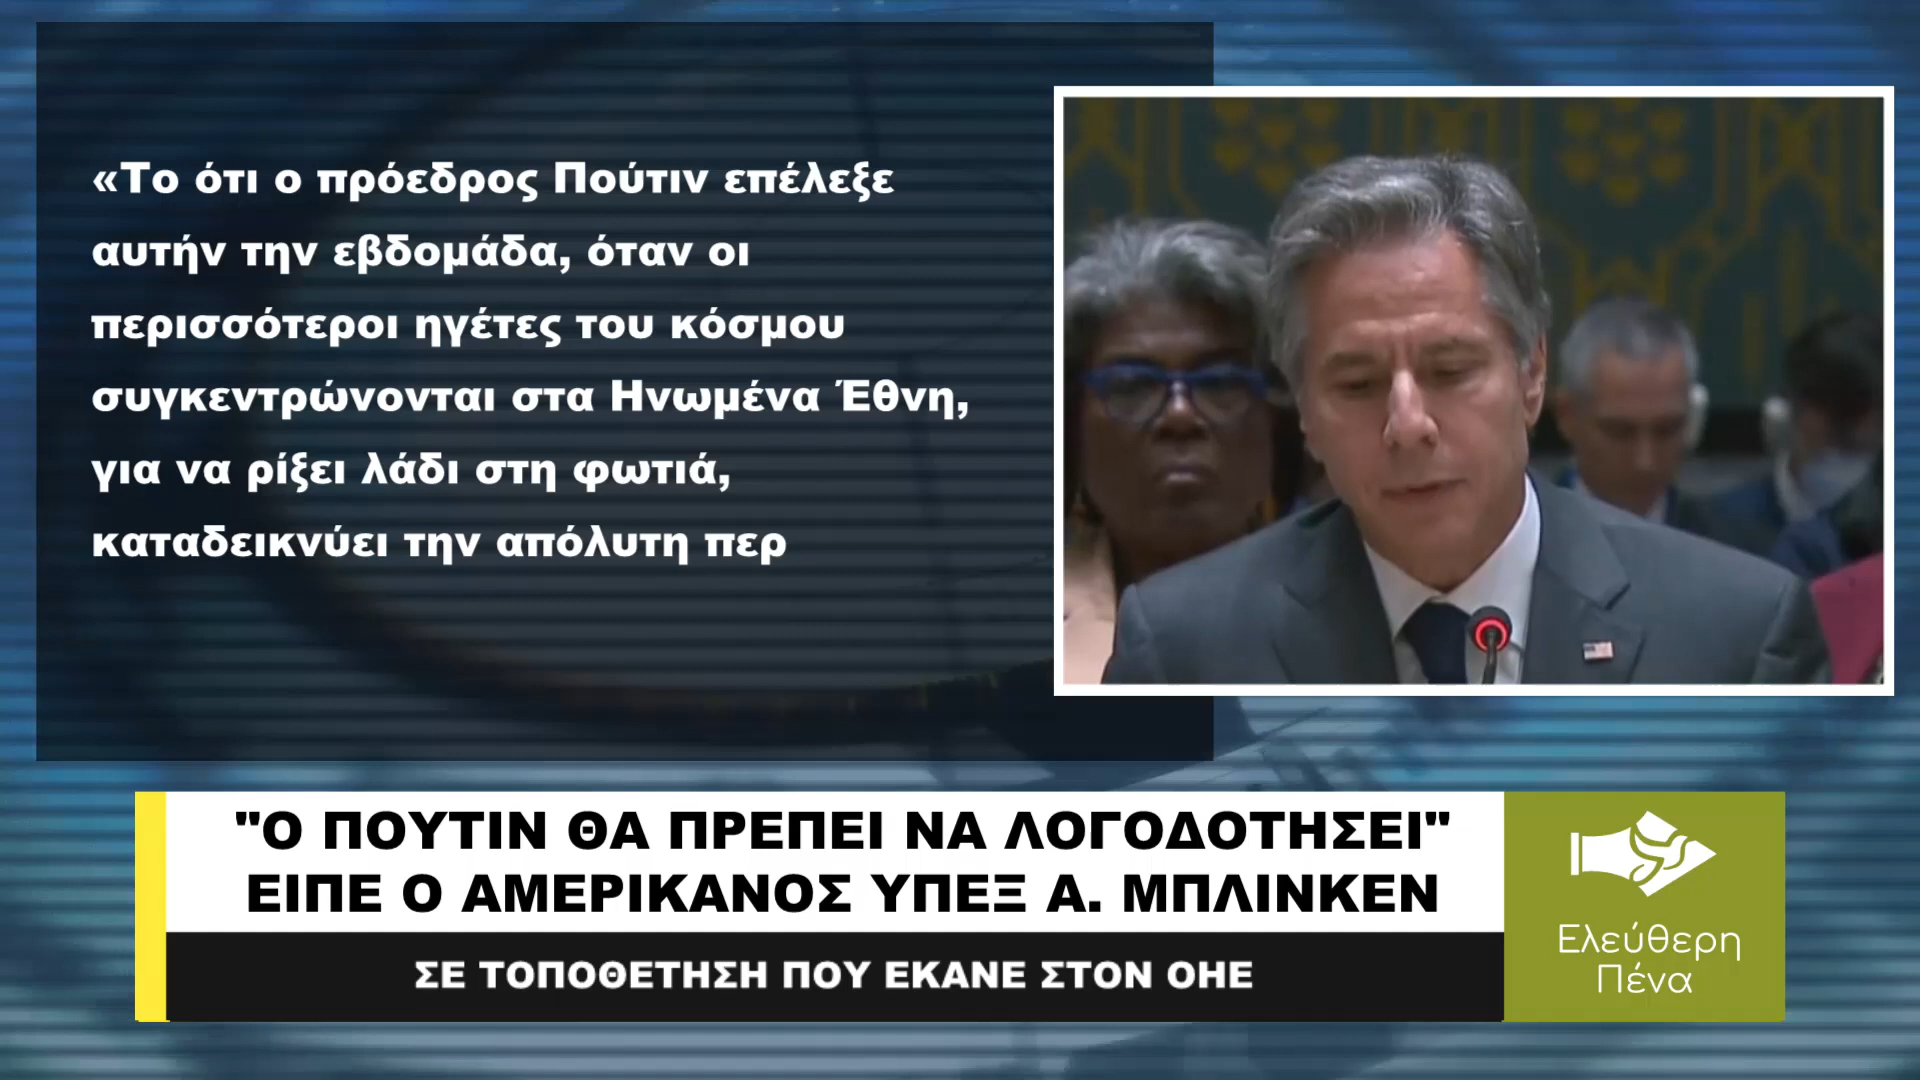 «Το ότι ο πρόεδρος Πούτιν επέλεξε
αυτήν την εβδομάδα, όταν οι
περισσότεροι ηγέτες του κόσμου
συγκεντρώνονται στα Ηνωμένα Έθνη,
για να ρίξει λάδι στη φωτιά,
καταδεικνύει την απόλυτη περ
"Ο ΠΟΥΤΙΝ ΘΑ ΠΡΕΠΕΙ ΝΑ ΛΟΓΟΔΟΤΗΣΕΙ"
ΕΙΠΕ Ο ΑΜΕΡΙΚΑΝΟΣ ΥΠΕΞ Α. ΜΠΛΙΝΚΕΝ
ΣΕ ΤΟΠΟΘΕΤΗΣΗ ΠΟΥ ΕΚΑΝΕ ΣΤΟΝ ΟΗΕ
Ελεύθερη
Πένα